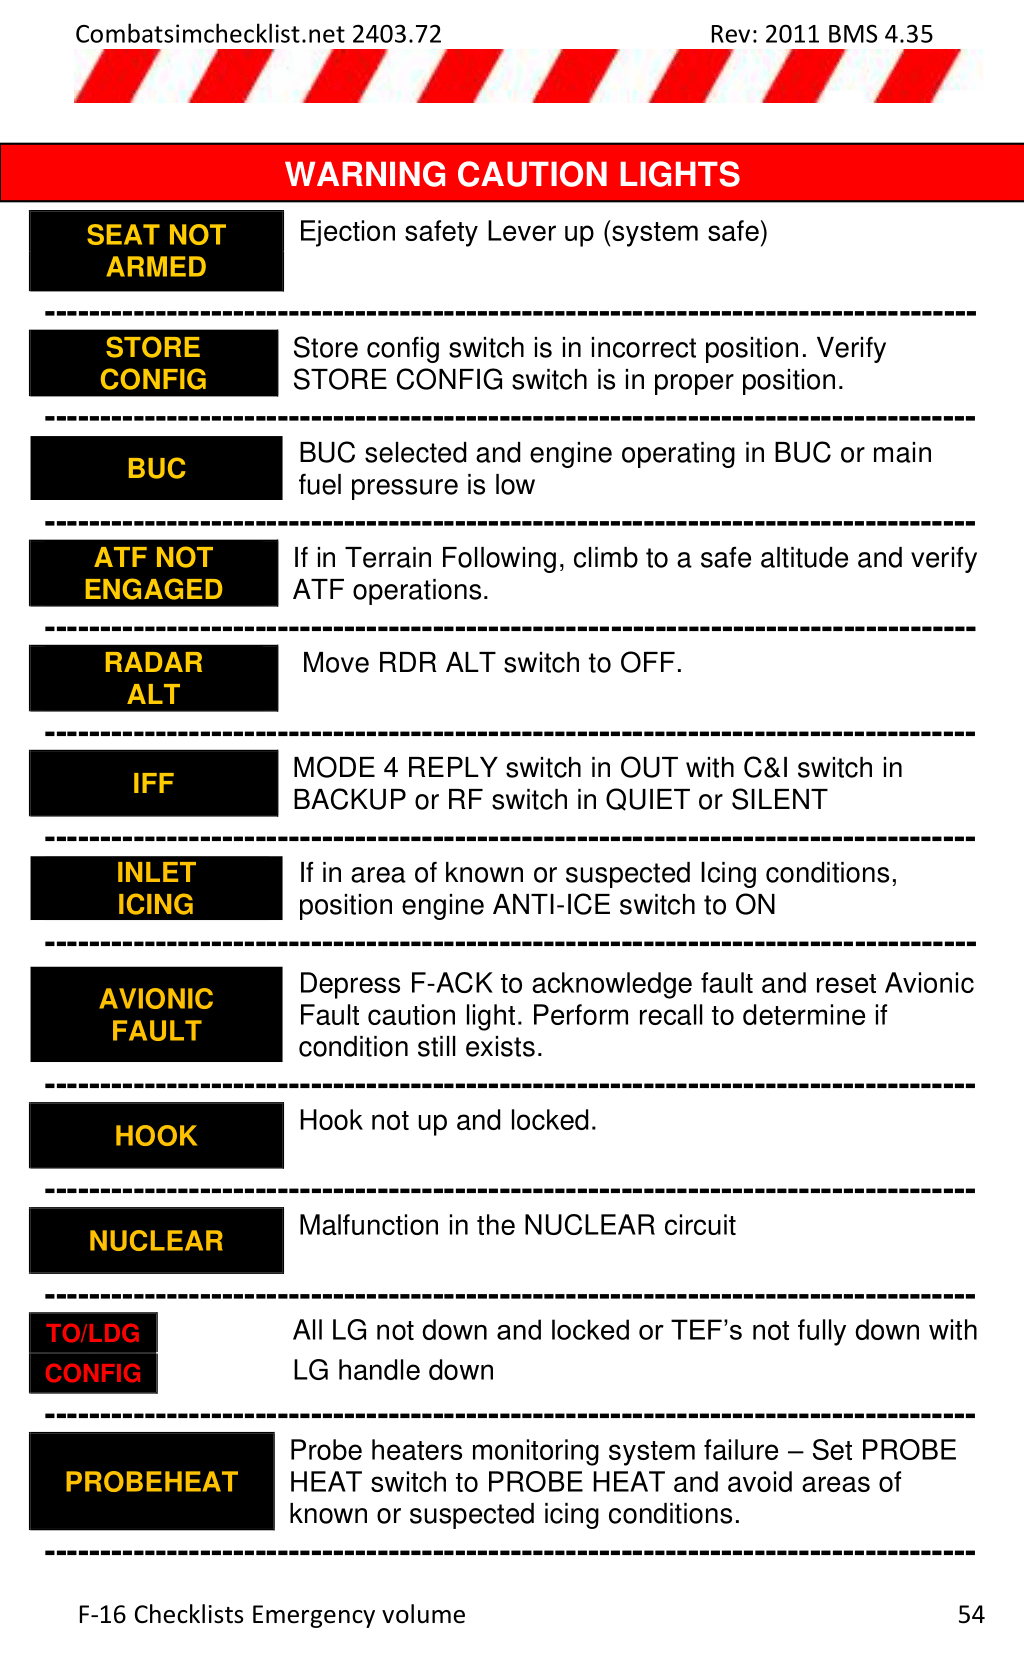 Combatsimchecklist.net 2403.72 Rev: 2011 BMS 4.35
WARNING CAUTION LIGHTS
SEAT NOT
ARMED
Ejection safety Lever up (system safe)
STORE
CONFIG
Store config switch is in incorrect position. Verify
STORE CONFIG switch is in proper position.
BUC
BUC selected and engine operating in BUC or main
fuel pressure is low
ATF NOT
ENGAGED
If in Terrain Following, climb to a safe altitude and verify
ATF operations.
RADAR
ALT
Move RDR ALT switch to OFF.
IFF
MODE 4 REPLY switch in OUT with C&I switch in
BACKUP or RF switch in QUIET or SILENT
INLET
ICING
If in area of known or suspected Icing conditions,
position engine ANTI-ICE switch to ON
AVIONIC
FAULT
Depress F-ACK to acknowledge fault and reset Avionic
Fault caution light. Perform recall to determine if
condition still exists.
HOOK
Hook not up and locked.
NUCLEAR
Malfunction in the NUCLEAR circuit
TO/LDG
CONFIG
All LG not down and locked or TEF’s not fully down with
LG handle down
PROBEHEAT
Probe heaters monitoring system failure – Set PROBE
HEAT switch to PROBE HEAT and avoid areas of
known or suspected icing conditions.
F-16 Checklists Emergency volume 54